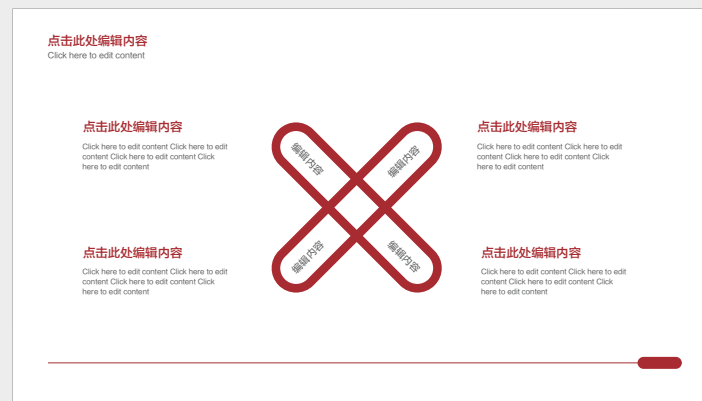 点击此处编辑内容
Click here to edit content
点击此处编辑内容
Click here to edit content Click here to edit
content Click here to edit content Click
here to edit content
编辑内容
编辑内容
点击此处编辑内容
Click here to edit content Click here to edit
content Click here to edit content Click
here to edit content
点击此处编辑内容
Click here to edit content Click here to edit
content Click here to edit content Click
here to edit content
编辑内容
编辑内容
点击此处编辑内容
Click here to edit content Click here to edit
content Click here to edit content Click
here to edit content